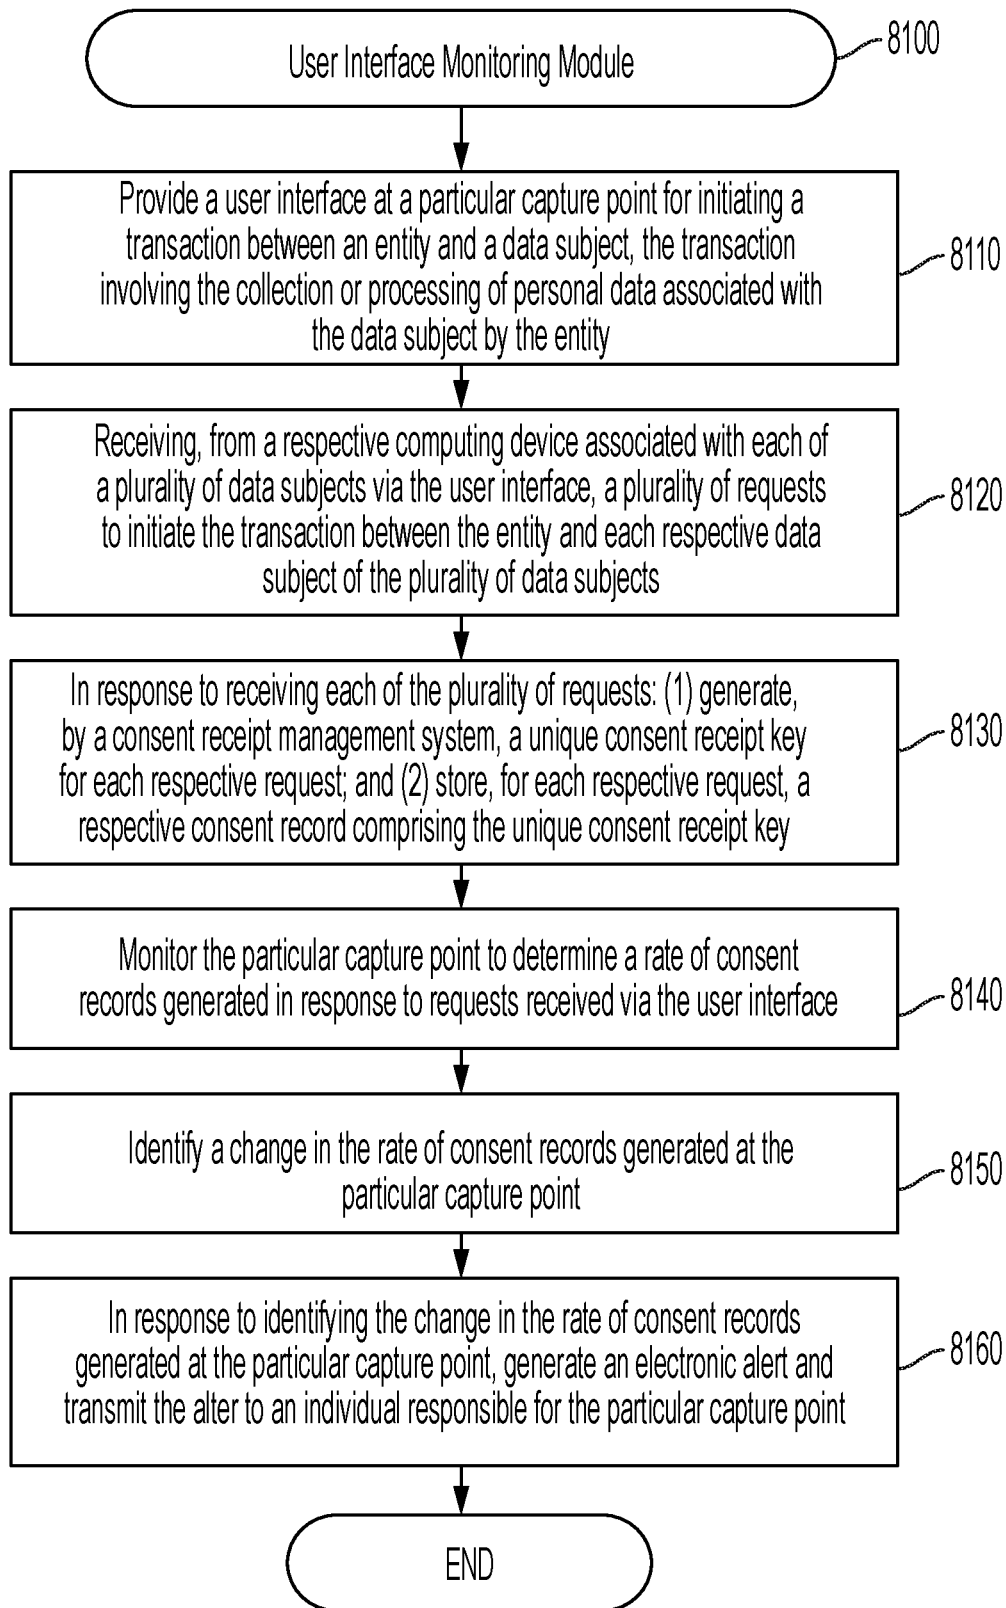 User Interface Monitoring Module
8100
Provide a user interface at a particular capture point for initiating a
transaction between an entity and a data subject, the transaction
involving the collection or processing of personal data associated with
the data subject by the entity
8110
Receiving, from a respective computing device associated with each of
a plurality of data subjects via the user interface, a plurality of requests
to initiate the transaction between the entity and each respective data
subject of the plurality of data subjects
8120
In response to receiving each of the plurality of requests: (1) generate,
by a consent receipt management system, a unique consent receipt key
for each respective request; and (2) store, for each respective request, a
respective consent record comprising the unique consent receipt key
8130
Monitor the particular capture point to determine a rate of consent
records generated in response to requests received via the user interface
8140
Identify a change in the rate of consent records generated at the
particular capture point
8150
In response to identifying the change in the rate of consent records
generated at the particular capture point, generate an electronic alert and
transmit the alter to an individual responsible for the particular capture point
8160
END